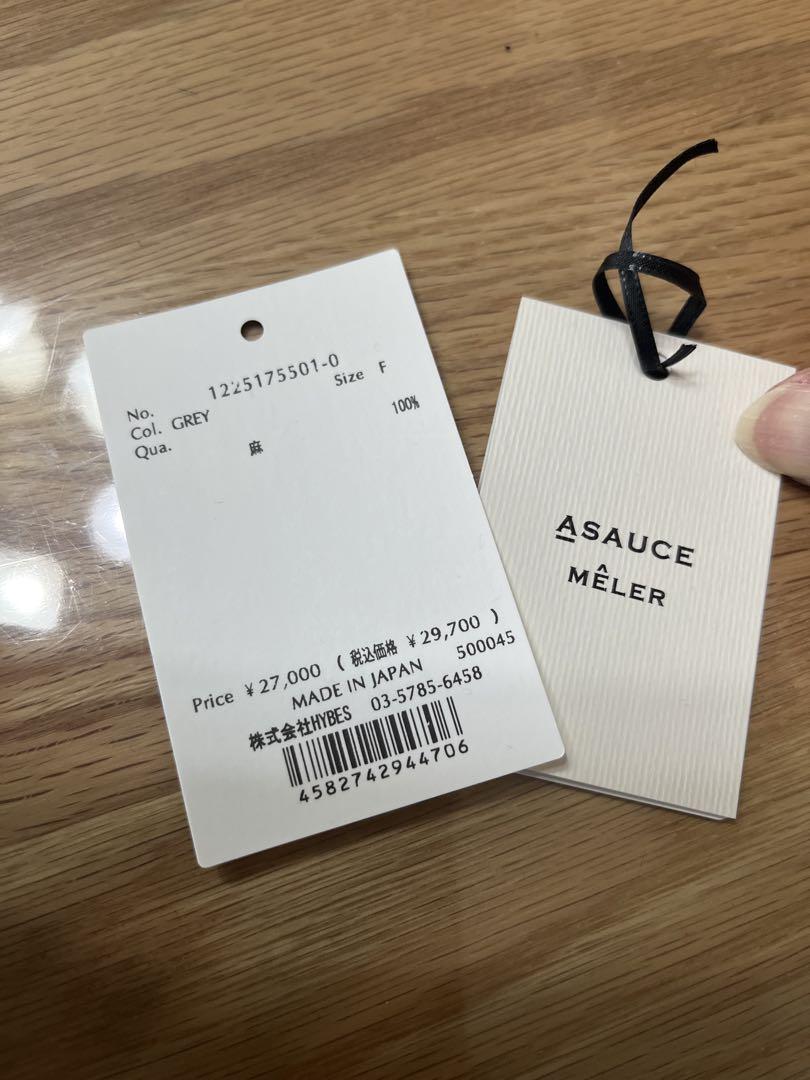 No. 1225175501-0
Col. GREY Size F
Qua. 麻 100%
Price ¥27,000 ( 税込価格 ¥29,700 )
MADE IN JAPAN 500045
株式会社HYBES 03-5785-6458
4582742944706
ASAUCE
MÊLER